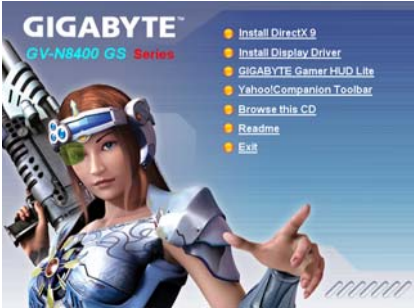 GIGABYTE™
GV-N8400 GS Series
Install DirectX 9
Install Display Driver
GIGABYTE Gamer HUD Lite
Yahoo!Companion Toolbar
Browse this CD
Readme
Exit